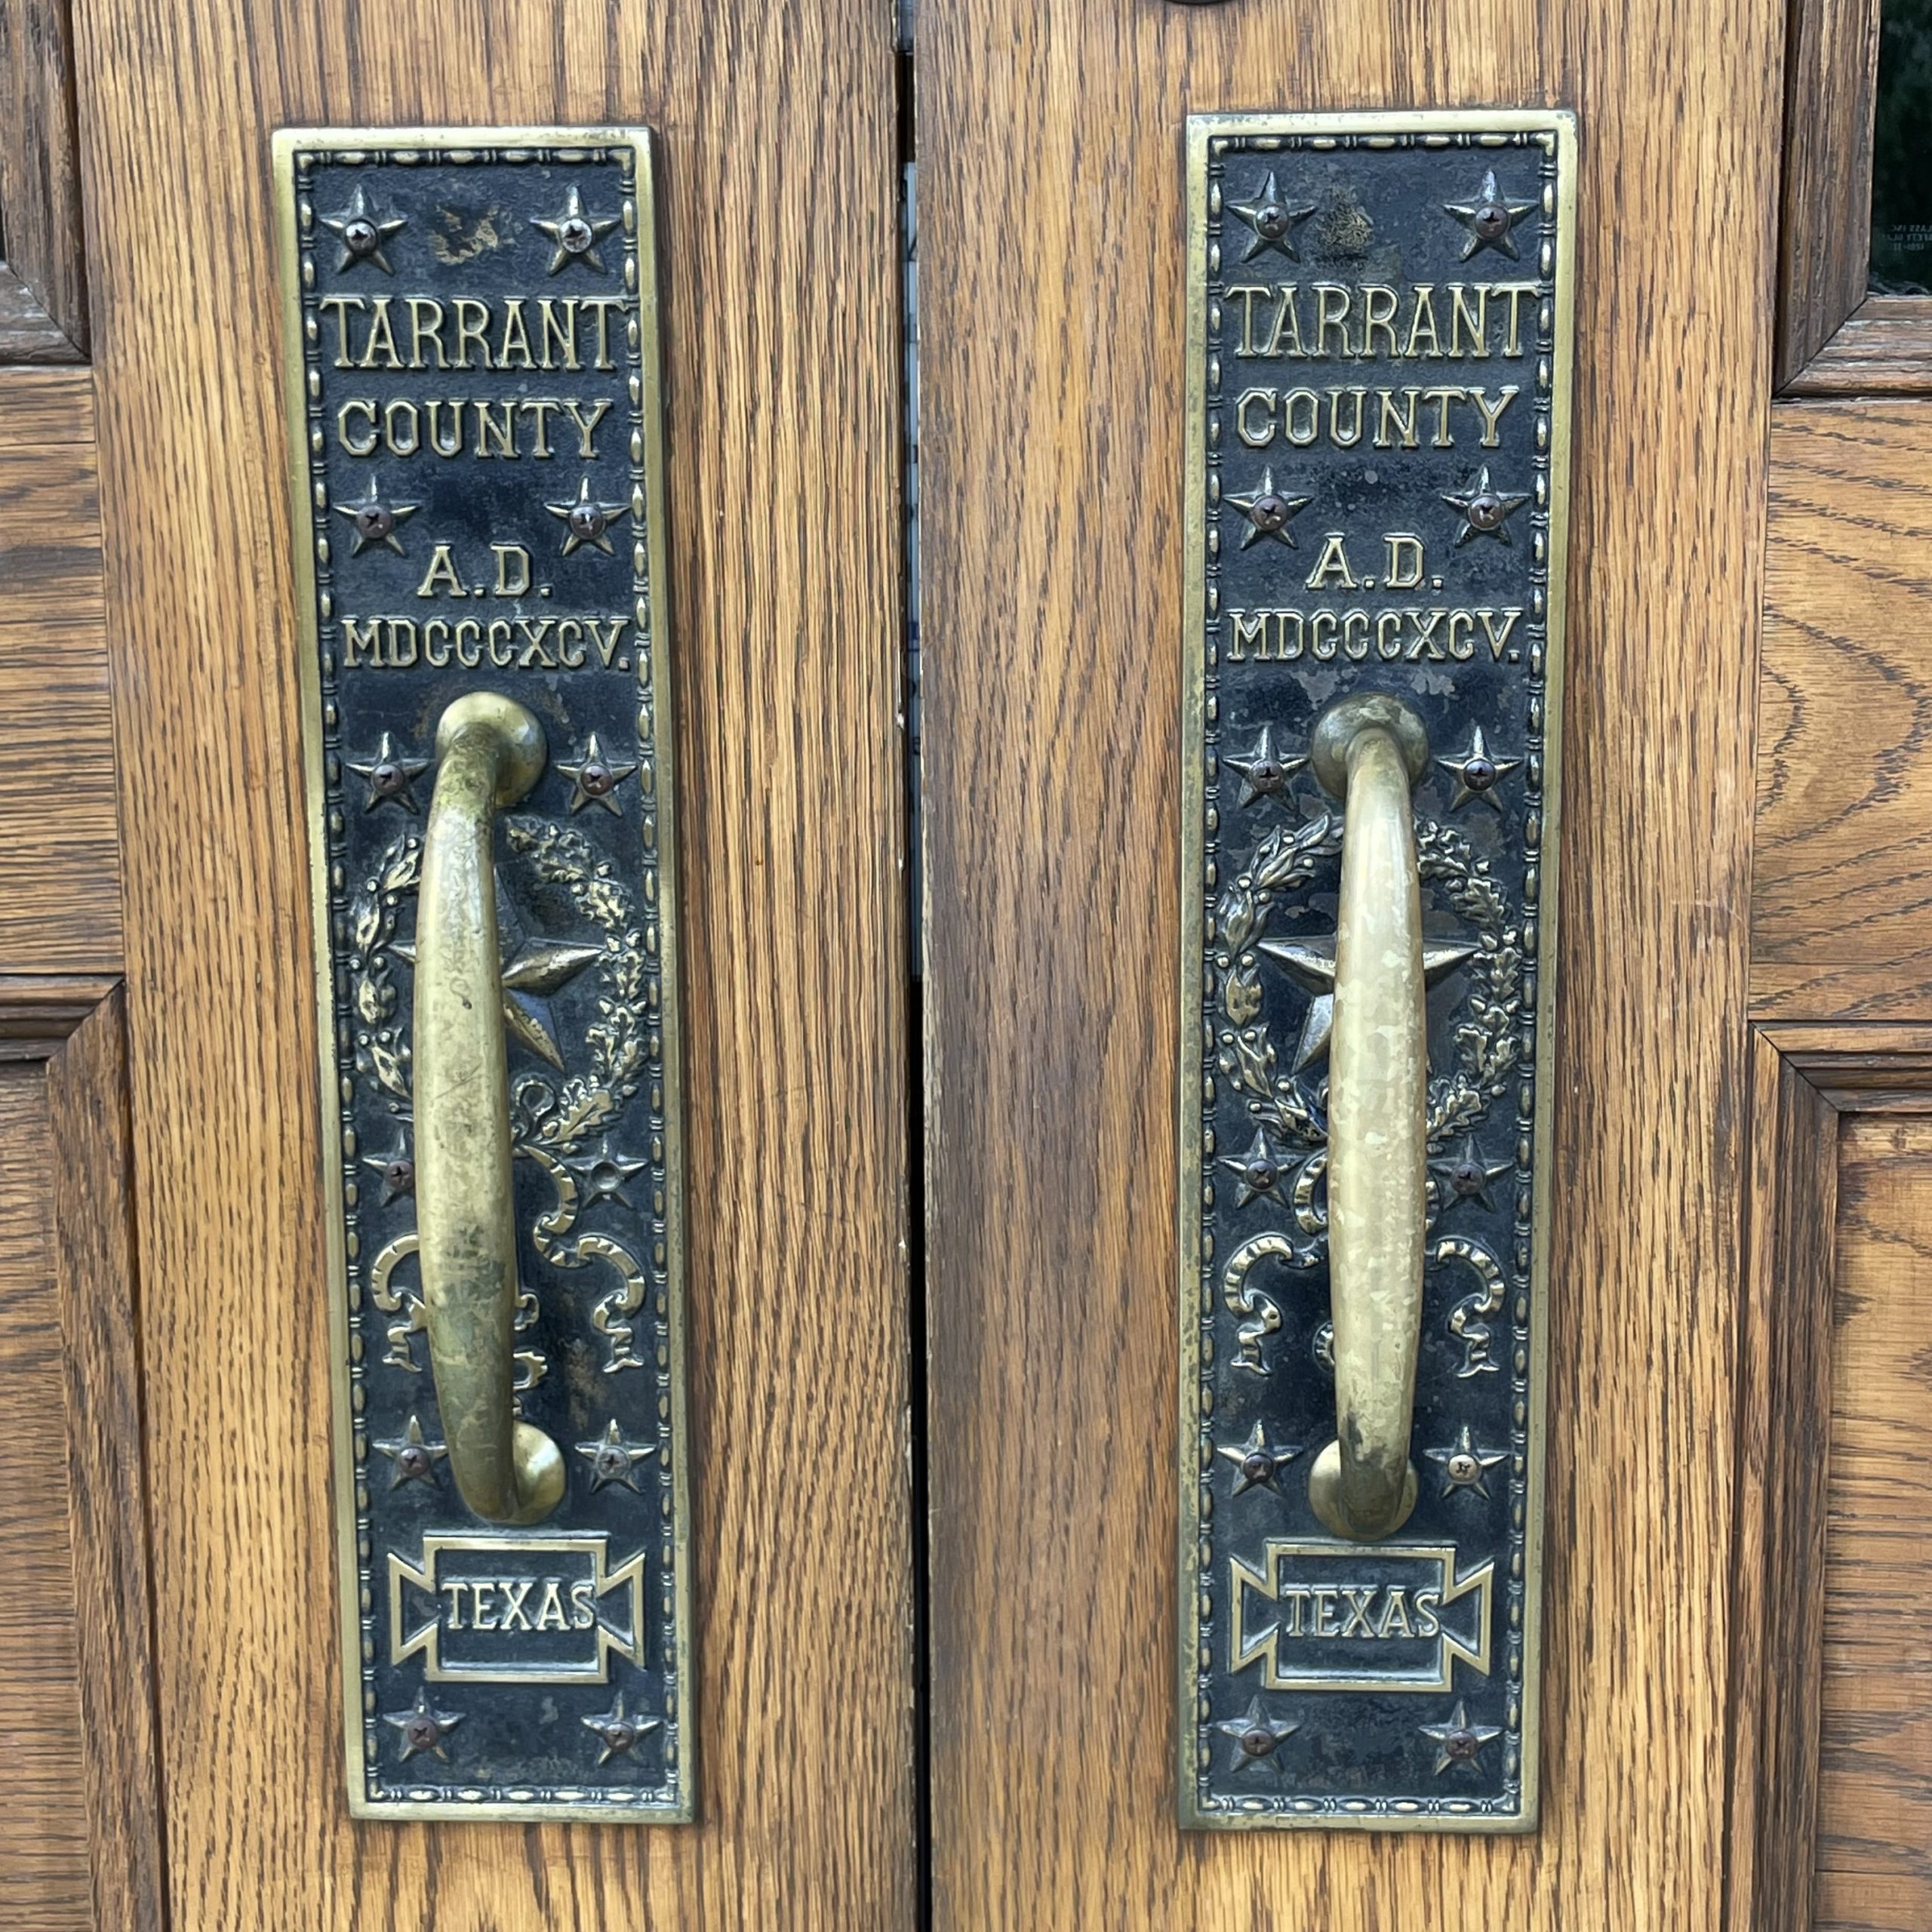 TARRANT
COUNTY
A.D.
MDCCCXCV.
TEXAS
TARRANT
COUNTY
A.D.
MDCCCXCV.
TEXAS